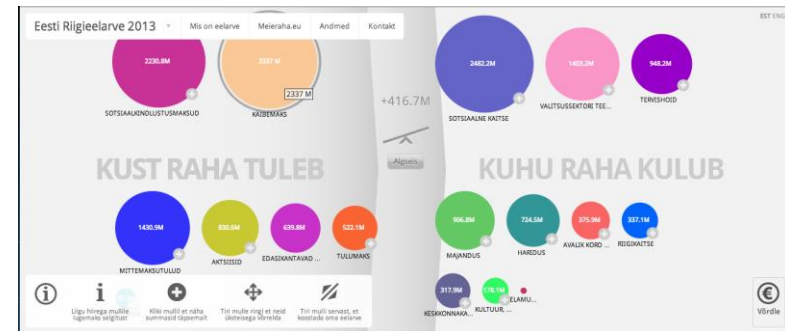 Eesti Riigieelarve 2013
Mis on eelarve
Meieraha.eu
Andmed
Kontakt
EST ENG
2230.8M
2337 M
2337 M
SOTSIAALKINDLUSTUSMAKSUD
KÄIBEMAKS
+416.7M
Algseis
2482.2M
948.2M
SOTSIAALNE KAITSE
VALITSUSSEKTORI TEE...
TERVISHOID
KUST RAHA TULEB
KUHU RAHA KULUB
1430.9M
639.8M
522.1M
MITTEMAKSUTULUD
AKTSIISID
EDASIKANTAVAD ...
TULUMAKS
906.8M
724.5M
375.9M
337.1M
MAJANDUS
HARIDUS
AVALIK KORD ...
RIIGIKAITSE
317.9M
178.1M
KESKKONNAKA...
KULTUUR, ...
ELAMU...
Liigu hiirega mullile
lugemaks selgitust
Kliki mullil et näha
summasid täpsemalt
Tiri mulle ringi et neid
üksteisega võrrelda
Tiri mulli servast, et
koostada oma eelarve
€
Võrdle